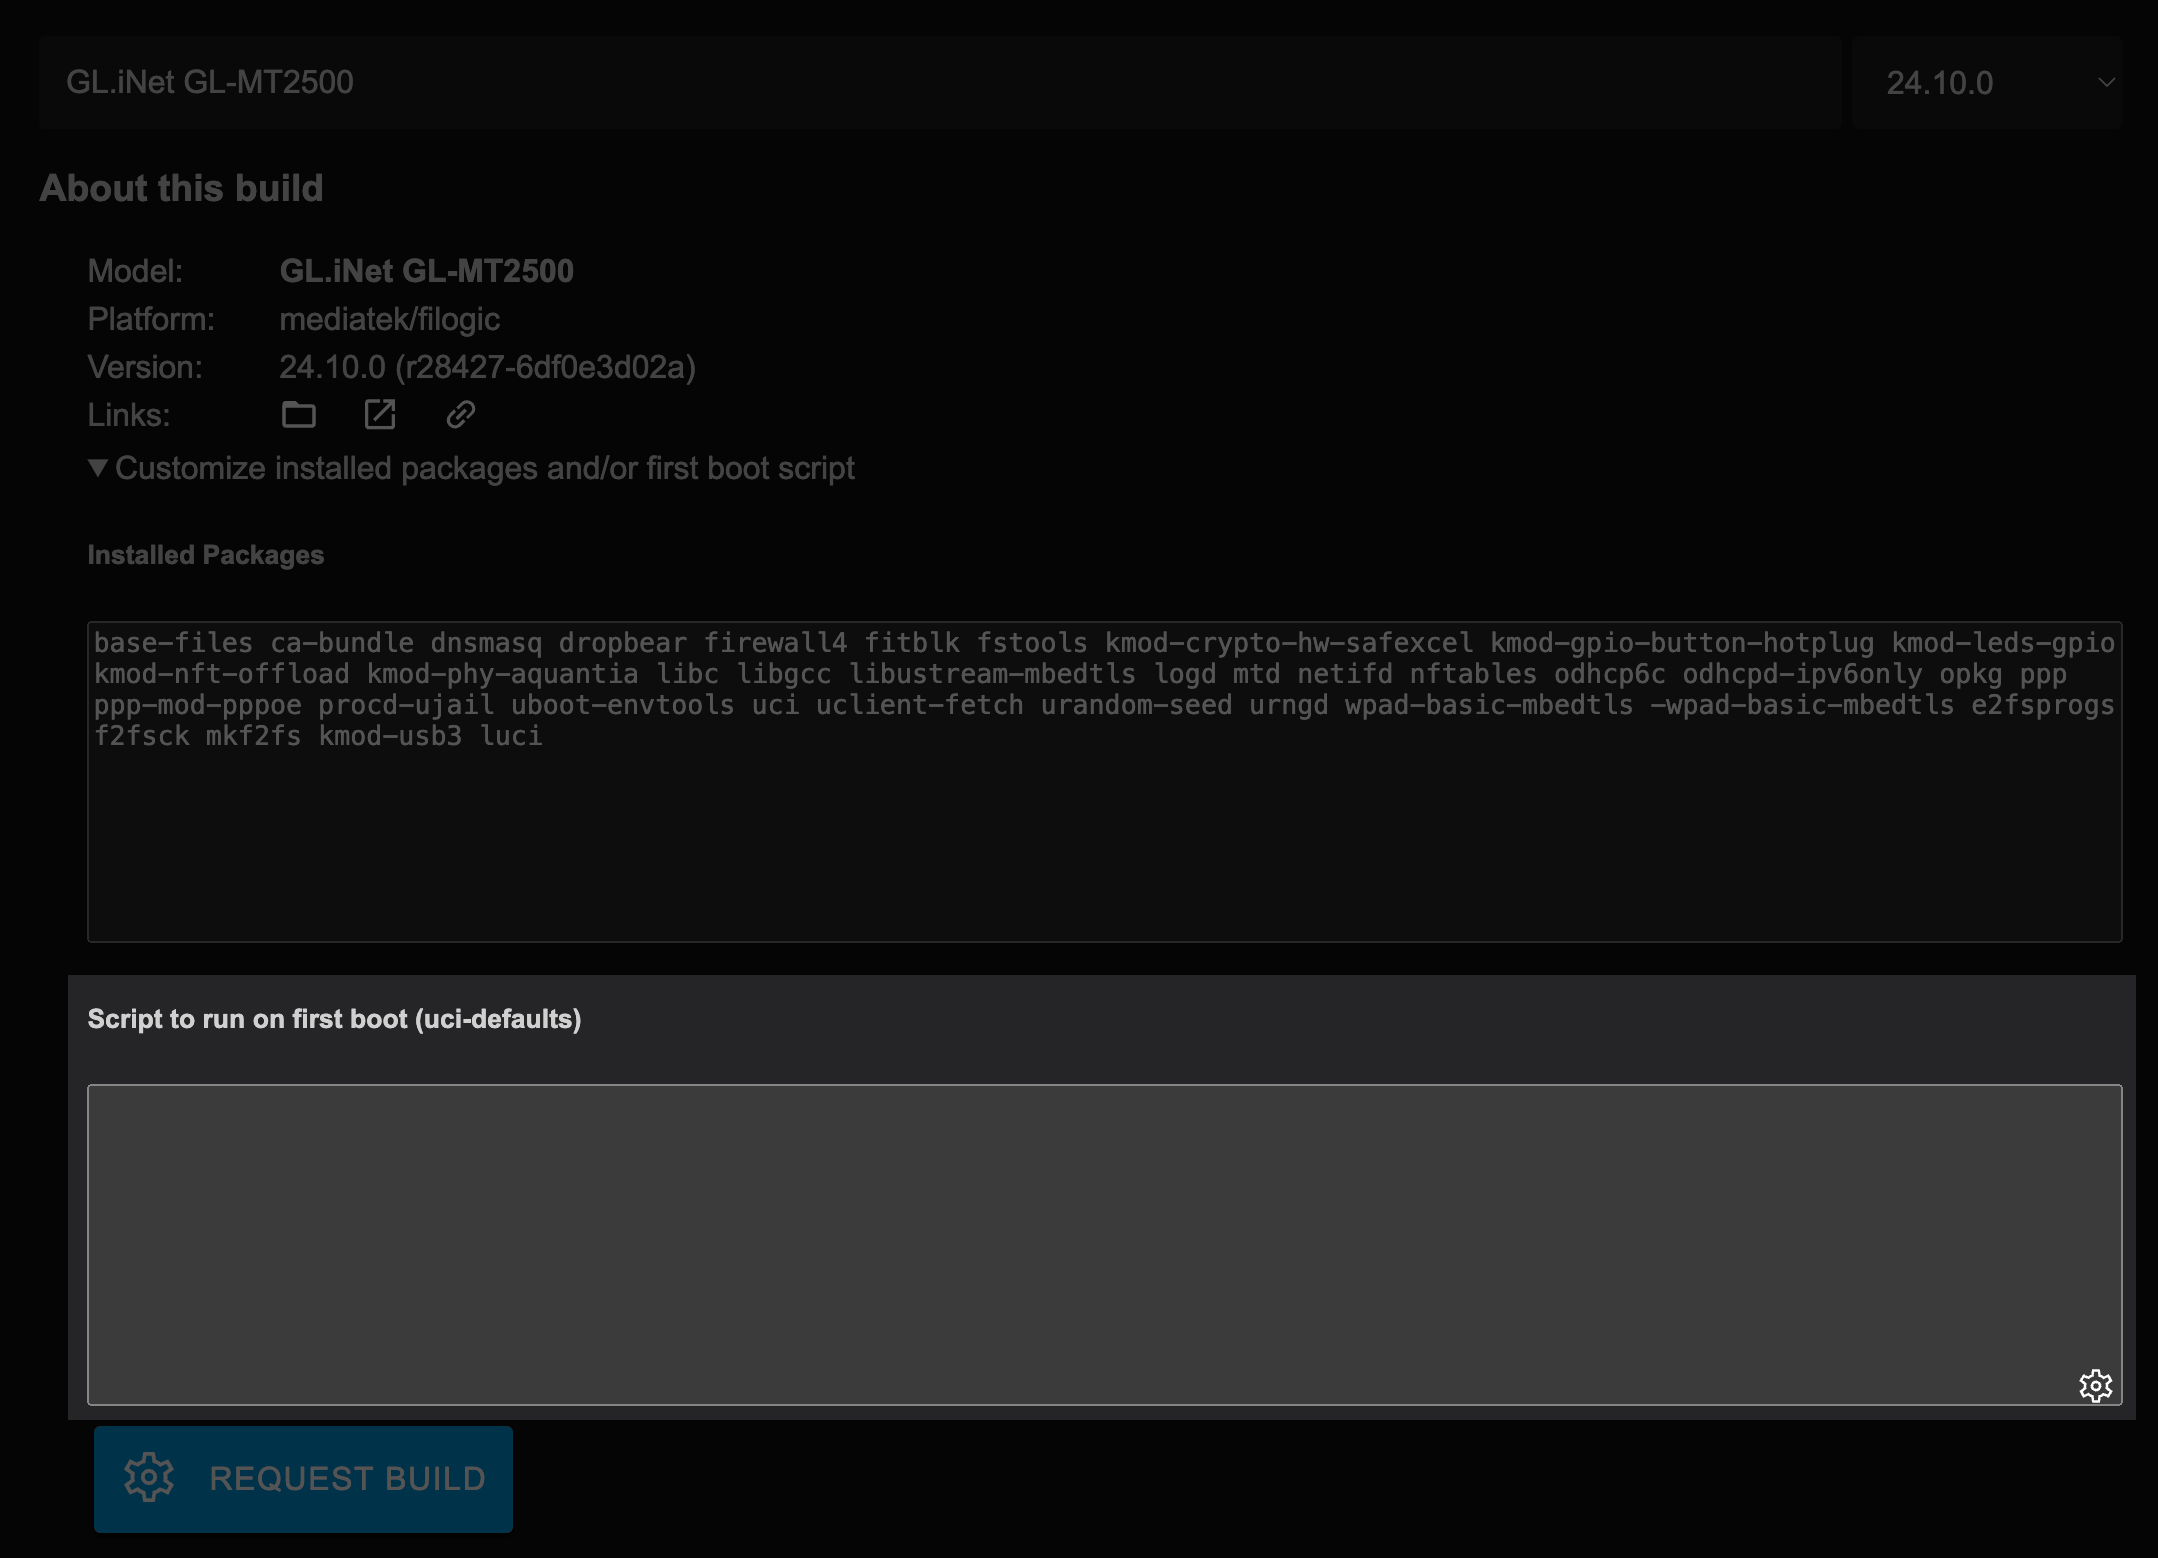 GL.iNet GL-MT2500
24.10.0
About this build
Model: GL.iNet GL-MT2500
Platform: mediatek/filogic
Version: 24.10.0 (r28427-6df0e3d02a)
Links:
▼ Customize installed packages and/or first boot script
Installed Packages
base-files ca-bundle dnsmasq dropbear firewall4 fitblk fstools kmod-crypto-hw-safexcel kmod-gpio-button-hotplug kmod-leds-gpio
kmod-nft-offload kmod-phy-aquantia libc libgcc libustream-mbedtls logd mtd netifd nftables odhcp6c odhcpd-ipv6only opkg ppp
ppp-mod-pppoe procd-ujail uboot-envtools uci uclient-fetch urandom-seed urngd wpad-basic-mbedtls -wpad-basic-mbedtls e2fsprogs
f2fsck mkf2fs kmod-usb3 luci
Script to run on first boot (uci-defaults)
REQUEST BUILD